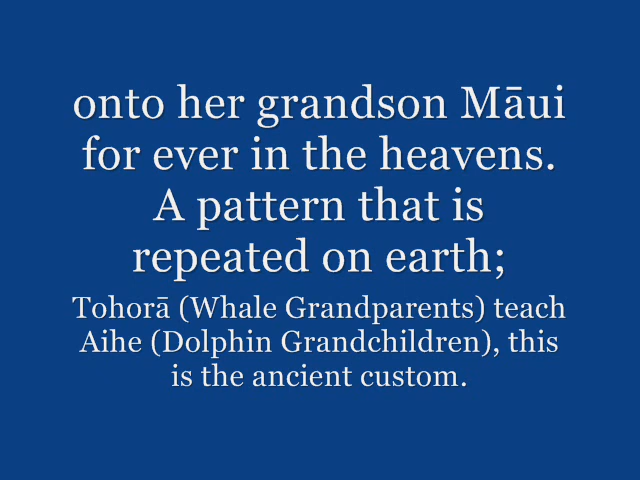 onto her grandson Māui
for ever in the heavens.
A pattern that is
repeated on earth;
Tohorā (Whale Grandparents) teach
Aihe (Dolphin Grandchildren), this
is the ancient custom.